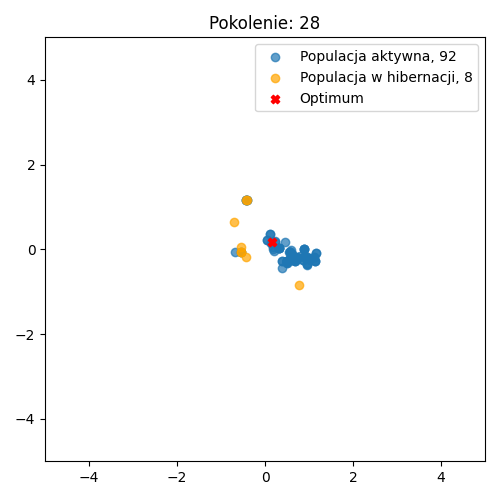 Pokolenie: 28
Populacja aktywna, 92
Populacja w hibernacji, 8
Optimum
4
2
0
−2
−4
−4
−2
0
2
4